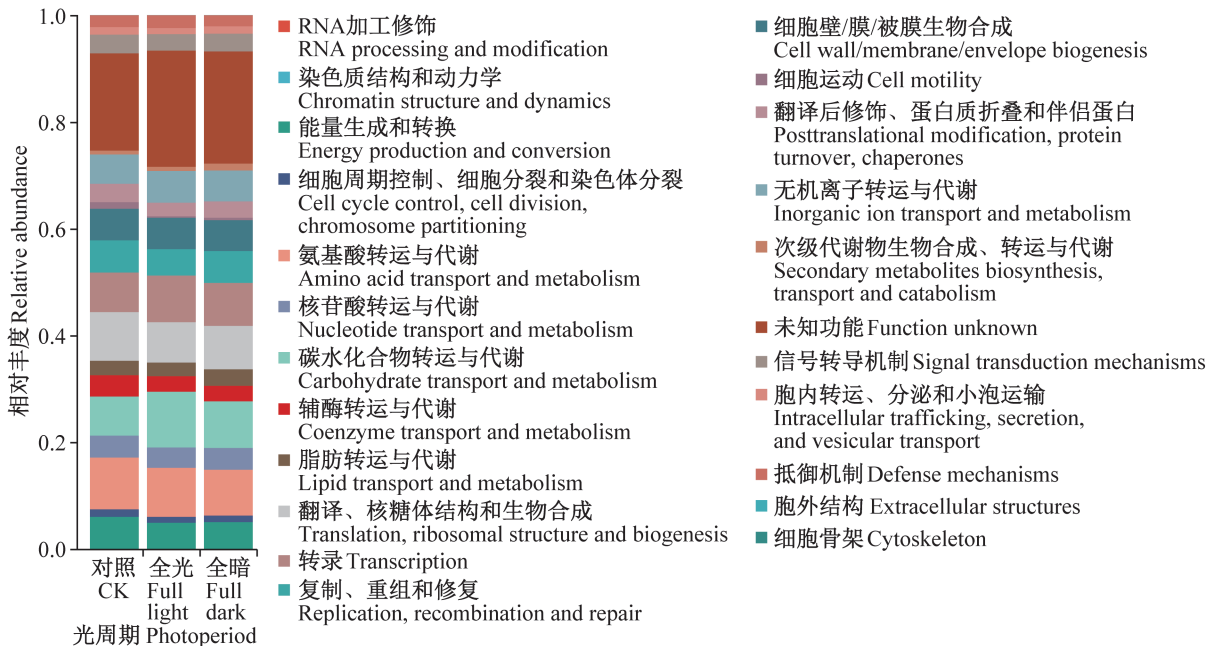 1.0
0.8
0.6
0.4
0.2
0.0
相对丰度 Relative abundance
对照
CK
全光
Full
light
全暗
Full
dark
光周期 Photoperiod
RNA加工修饰
RNA processing and modification
染色质结构和动力学
Chromatin structure and dynamics
能量生成和转换
Energy production and conversion
细胞周期控制、细胞分裂和染色体分裂
Cell cycle control, cell division,
chromosome partitioning
氨基酸转运与代谢
Amino acid transport and metabolism
核苷酸转运与代谢
Nucleotide transport and metabolism
碳水化合物转运与代谢
Carbohydrate transport and metabolism
辅酶转运与代谢
Coenzyme transport and metabolism
脂肪转运与代谢
Lipid transport and metabolism
翻译、核糖体结构和生物合成
Translation, ribosomal structure and biogenesis
转录 Transcription
复制、重组和修复
Replication, recombination and repair
细胞壁/膜/被膜生物合成
Cell wall/membrane/envelope biogenesis
细胞运动 Cell motility
翻译后修饰、蛋白质折叠和伴侣蛋白
Posttranslational modification, protein
turnover, chaperones
无机离子转运与代谢
Inorganic ion transport and metabolism
次级代谢物生物合成、转运与代谢
Secondary metabolites biosynthesis,
transport and catabolism
未知功能 Function unknown
信号转导机制 Signal transduction mechanisms
胞内转运、分泌和小泡运输
Intracellular trafficking, secretion,
and vesicular transport
抵御机制 Defense mechanisms
胞外结构 Extracellular structures
细胞骨架 Cytoskeleton